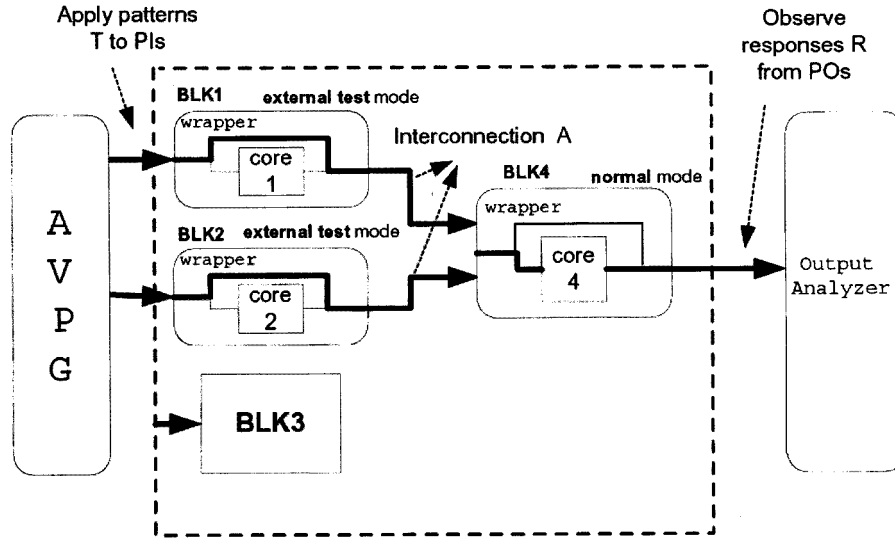 Apply patterns
T to PIs
Observe
responses R
from POs
BLK1 external test mode
wrapper
core
1
Interconnection A
BLK4 normal mode
wrapper
core
4
BLK2 external test mode
wrapper
core
2
A
V
P
G
Output
Analyzer
BLK3